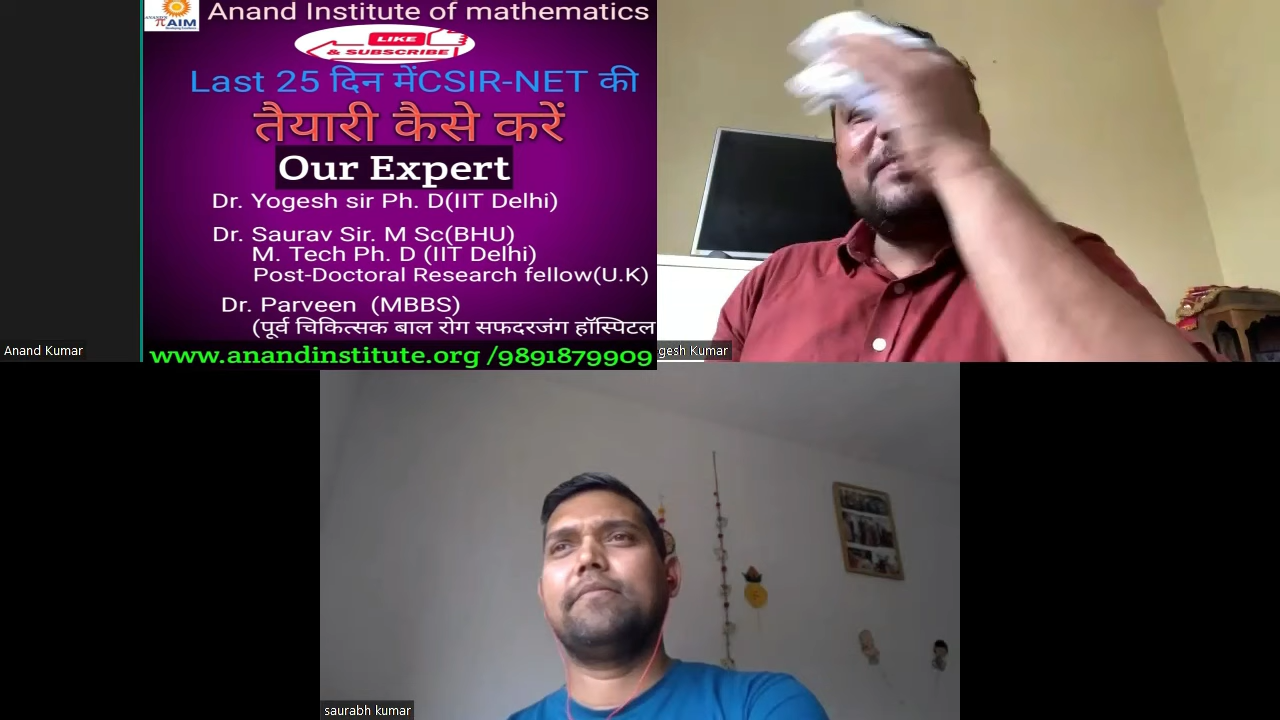 Anand Institute of mathematics
ANAND'S
πAIM
LIKE
& SUBSCRIBE
Last 25 दिन मेंCSIR-NET की
तैयारी कैसे करें
Our Expert
Dr. Yogesh sir Ph. D(IIT Delhi)
Dr. Saurav Sir. M Sc(BHU)
M. Tech Ph. D (IIT Delhi)
Post-Doctoral Research fellow(U.K)
Dr. Parveen (MBBS)
(पूर्व चिकित्सक बाल रोग सफदरजंग हॉस्पिटल
www.anandinstitute.org /9891879909
Anand Kumar
gesh Kumar
saurabh kumar